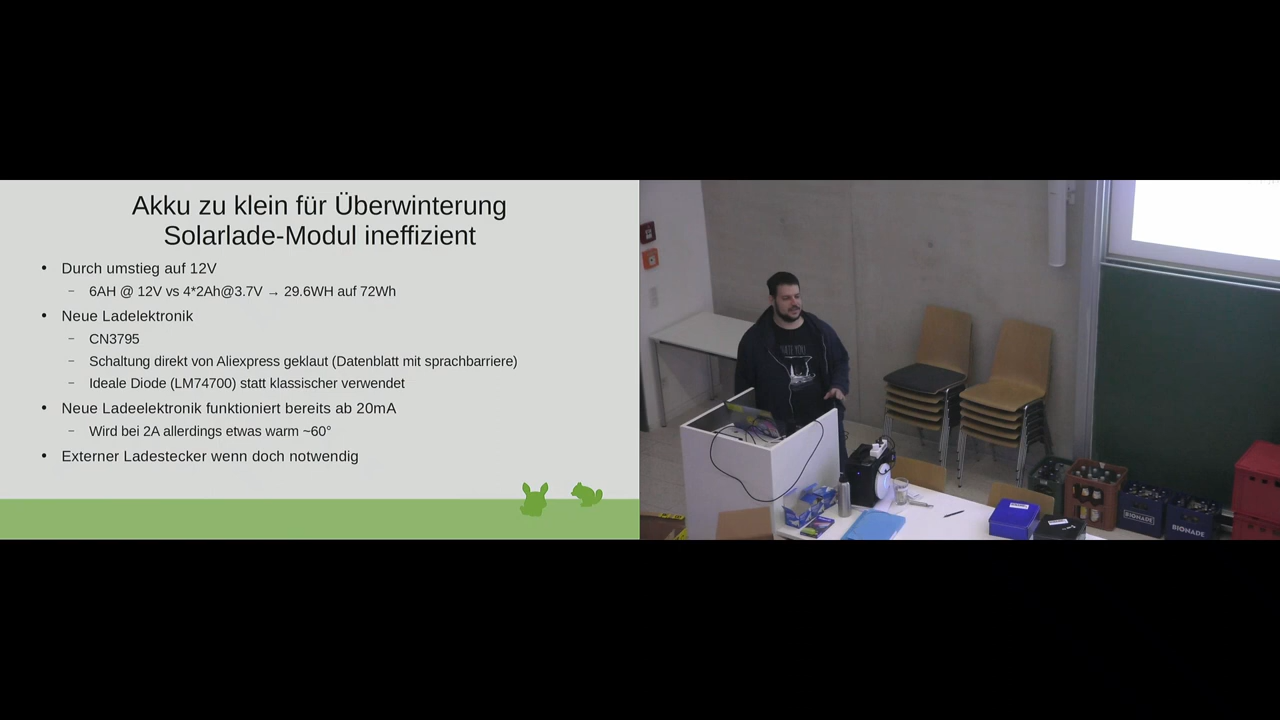 Akku zu klein für Überwinterung
Solarlade-Modul ineffizient
• Durch umstieg auf 12V
– 6AH @ 12V vs 4*2Ah@3.7V → 29.6WH auf 72Wh
• Neue Ladelektronik
– CN3795
– Schaltung direkt von Aliexpress geklaut (Datenblatt mit sprachbarriere)
– Ideale Diode (LM74700) statt klassischer verwendet
• Neue Ladeelektronik funktioniert bereits ab 20mA
– Wird bei 2A allerdings etwas warm ~60°
• Externer Ladestecker wenn doch notwendig
BIONADE
BIONADE